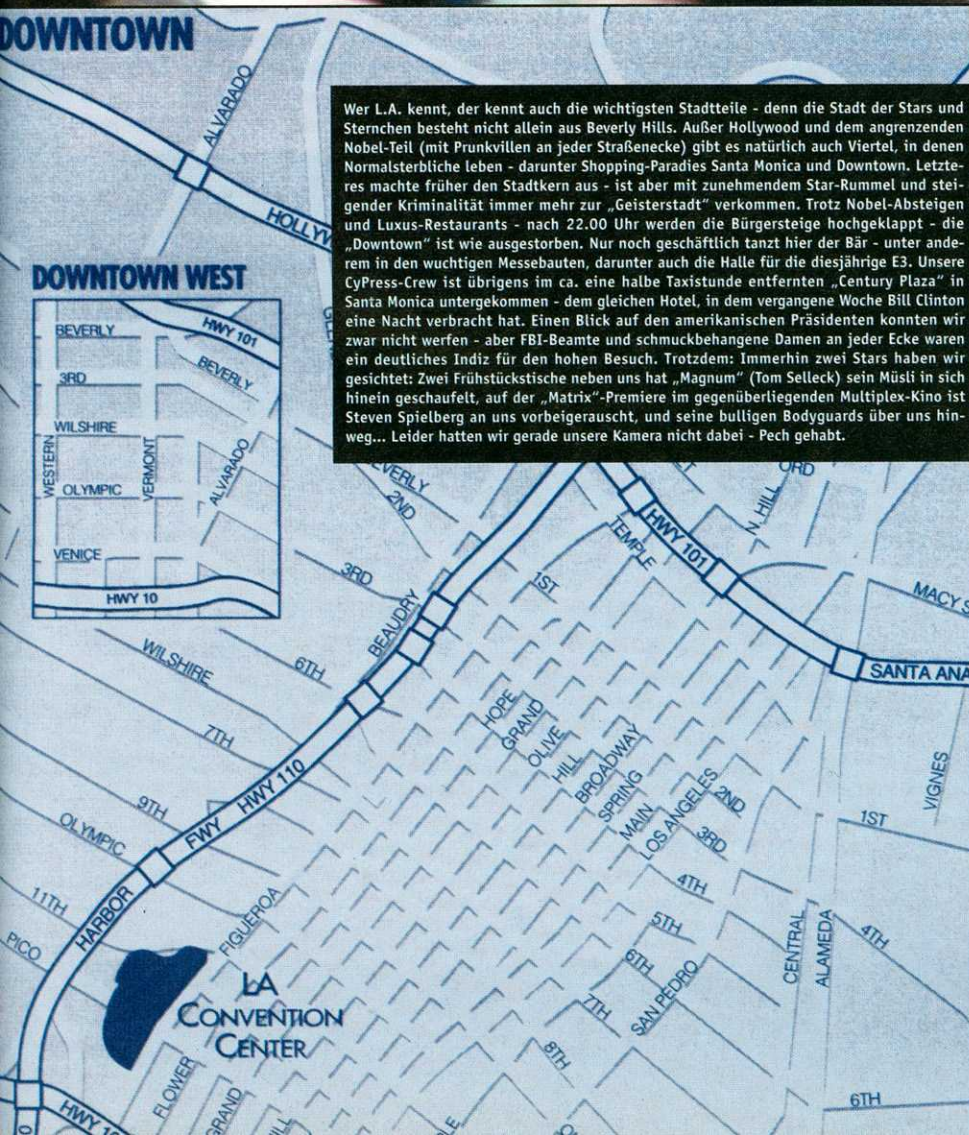 DOWNTOWN
ALVARADO
HOLLYW
Wer L.A. kennt, der kennt auch die wichtigsten Stadtteile - denn die Stadt der Stars und
Sternchen besteht nicht allein aus Beverly Hills. Außer Hollywood und dem angrenzenden
Nobel-Teil (mit Prunkvillen an jeder Straßenecke) gibt es natürlich auch Viertel, in denen
Normalsterbliche leben - darunter Shopping-Paradies Santa Monica und Downtown. Letzte-
res machte früher den Stadtkern aus - ist aber mit zunehmendem Star-Rummel und stei-
gender Kriminalität immer mehr zur „Geisterstadt“ verkommen. Trotz Nobel-Absteigen
und Luxus-Restaurants - nach 22.00 Uhr werden die Bürgersteige hochgeklappt - die
„Downtown“ ist wie ausgestorben. Nur noch geschäftlich tanzt hier der Bär - unter ande-
rem in den wuchtigen Messebauten, darunter auch die Halle für die diesjährige E3. Unsere
CyPress-Crew ist übrigens im ca. eine halbe Taxistunde entfernten „Century Plaza“ in
Santa Monica untergekommen - dem gleichen Hotel, in dem vergangene Woche Bill Clinton
eine Nacht verbracht hat. Einen Blick auf den amerikanischen Präsidenten konnten wir
zwar nicht werfen - aber FBI-Beamte und schmuckbehangene Damen an jeder Ecke waren
ein deutliches Indiz für den hohen Besuch. Trotzdem: Immerhin zwei Stars haben wir
gesichtet: Zwei Frühstückstische neben uns hat „Magnum“ (Tom Selleck) sein Müsli in sich
hinein geschaufelt, auf der „Matrix“-Premiere im gegenüberliegenden Multiplex-Kino ist
Steven Spielberg an uns vorbeigerauscht, und seine bulligen Bodyguards über uns hin-
weg... Leider hatten wir gerade unsere Kamera nicht dabei - Pech gehabt.
DOWNTOWN WEST
BEVERLY
HWY 101
BEVERLY
3RD
WILSHIRE
WESTERN
VERMONT
ALVARADO
OLYMPIC
VENICE
HWY 10
EVERLY
2ND
3RD
BEAUDRY
WILSHIRE
6TH
7TH
9TH
OLYMPIC
11TH
PICO
HARBOR
FWY
HWY 110
FIGUEROA
LA
CONVENTION
CENTER
FLOWER
GRAND
HWY 10
TEMPLE
HWY 101
1ST
N. HILL
ORD
MACY S
SANTA ANA
HOPE
GRAND
OLIVE
HILL
BROADWAY
SPRING
MAIN
LOS ANGELES
2ND
3RD
4TH
5TH
6TH
7TH
SAN PEDRO
8TH
CENTRAL
ALAMEDA
VIGNES
1ST
4TH
6TH